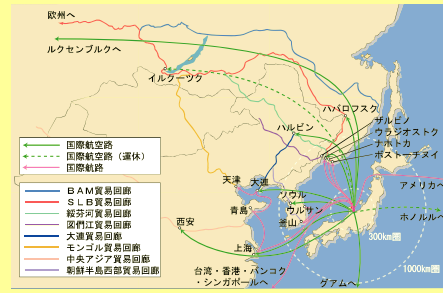 欧州へ
ルクセンブルクへ
イルクーツク
ハバロフスク
ザルビノ
ウラジオストク
ナホトカ
ボストーチヌイ
ハルビン
国際航空路
国際航空路（運休）
国際航路
天津
大連
ソウル
アメリカへ
BAM貿易回廊
SLB貿易回廊
綏芬河貿易回廊
図們江貿易回廊
大連貿易回廊
モンゴル貿易回廊
中央アジア貿易回廊
朝鮮半島西部貿易回廊
青島
ウルサン
釜山
ホノルルへ
西安
300km圏
上海
1000km圏
台湾・香港・バンコク
・シンガポールへ
グアムへ